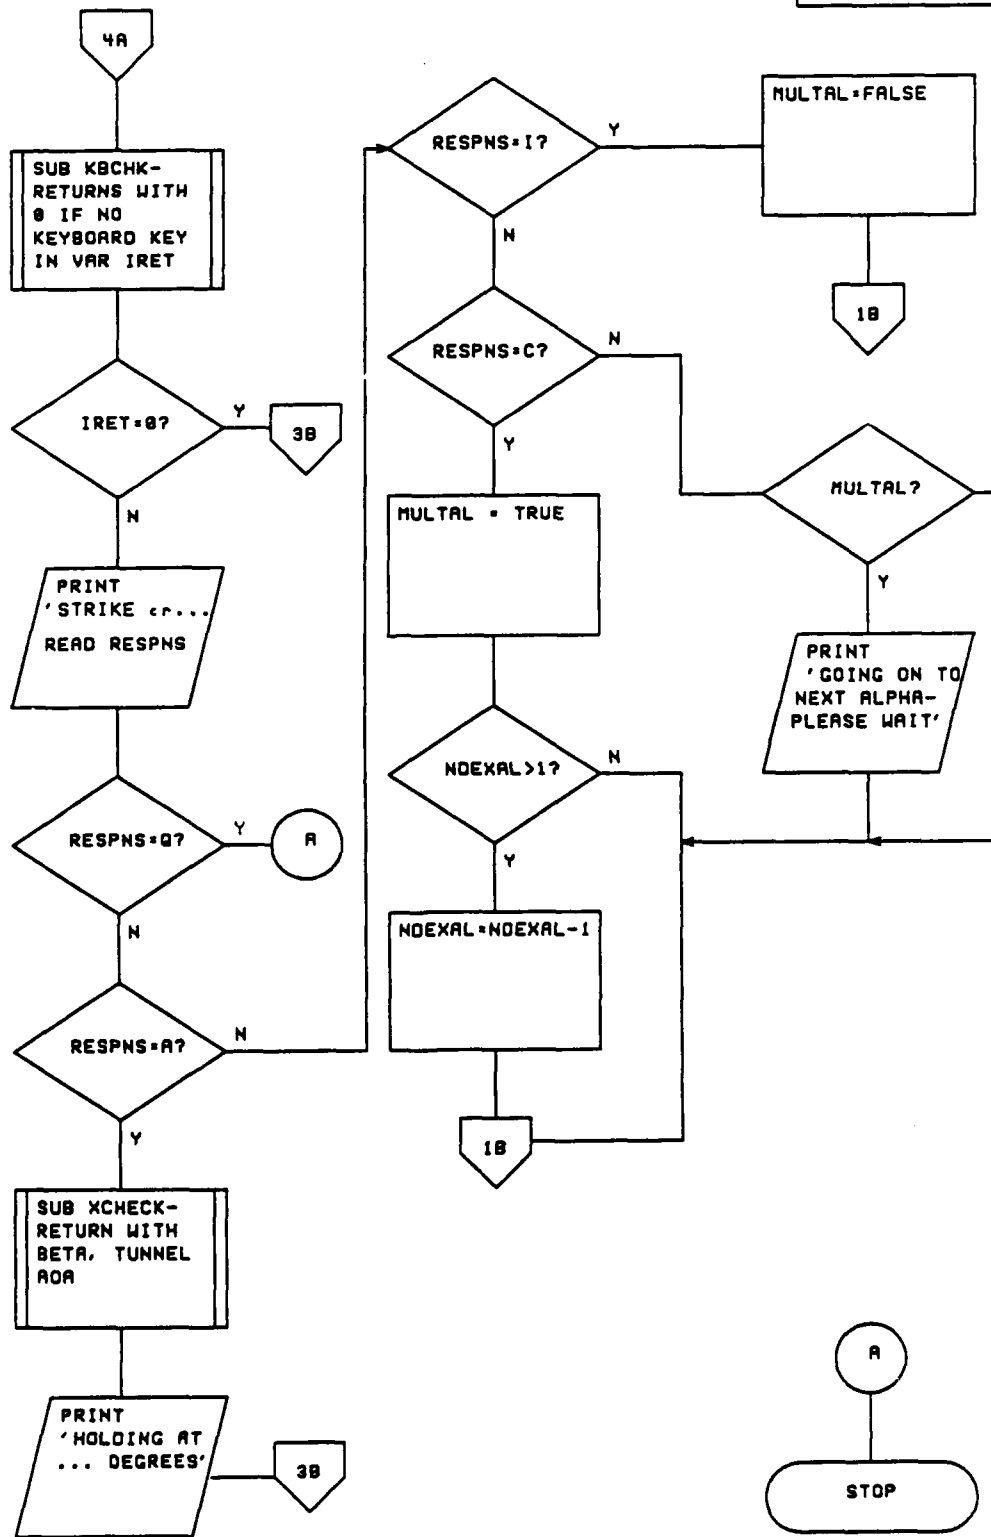 4A
SUB KBCHK-
RETURNS WITH
0 IF NO
KEYBOARD KEY
IN VAR IRET
IRET=0?
Y
3B
N
PRINT
'STRIKE cr...
READ RESPNS
RESPNS=Q?
Y
A
N
RESPNS=A?
N
Y
SUB XCHECK-
RETURN WITH
BETA, TUNNEL
AOA
PRINT
'HOLDING AT
... DEGREES'
3B
RESPNS=I?
Y
N
MULTAL=FALSE
1B
RESPNS=C?
N
Y
MULTAL = TRUE
NOEXAL>1?
N
Y
NOEXAL=NOEXAL-1
1B
MULTAL?
Y
PRINT
'GOING ON TO
NEXT ALPHA-
PLEASE WAIT'
A
STOP